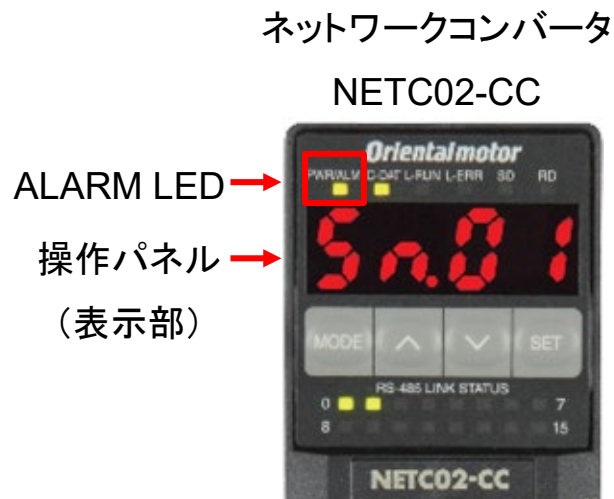 ネットワークコンバータ
NETC02-CC
Orientalmotor
PWR/ALM C-DAT L-RUN L-ERR SD RD
ALARM LED
Sn.01
操作パネル
(表示部)
MODE SET
RS-485 LINK STATUS
0 7
8 15
NETC02-CC